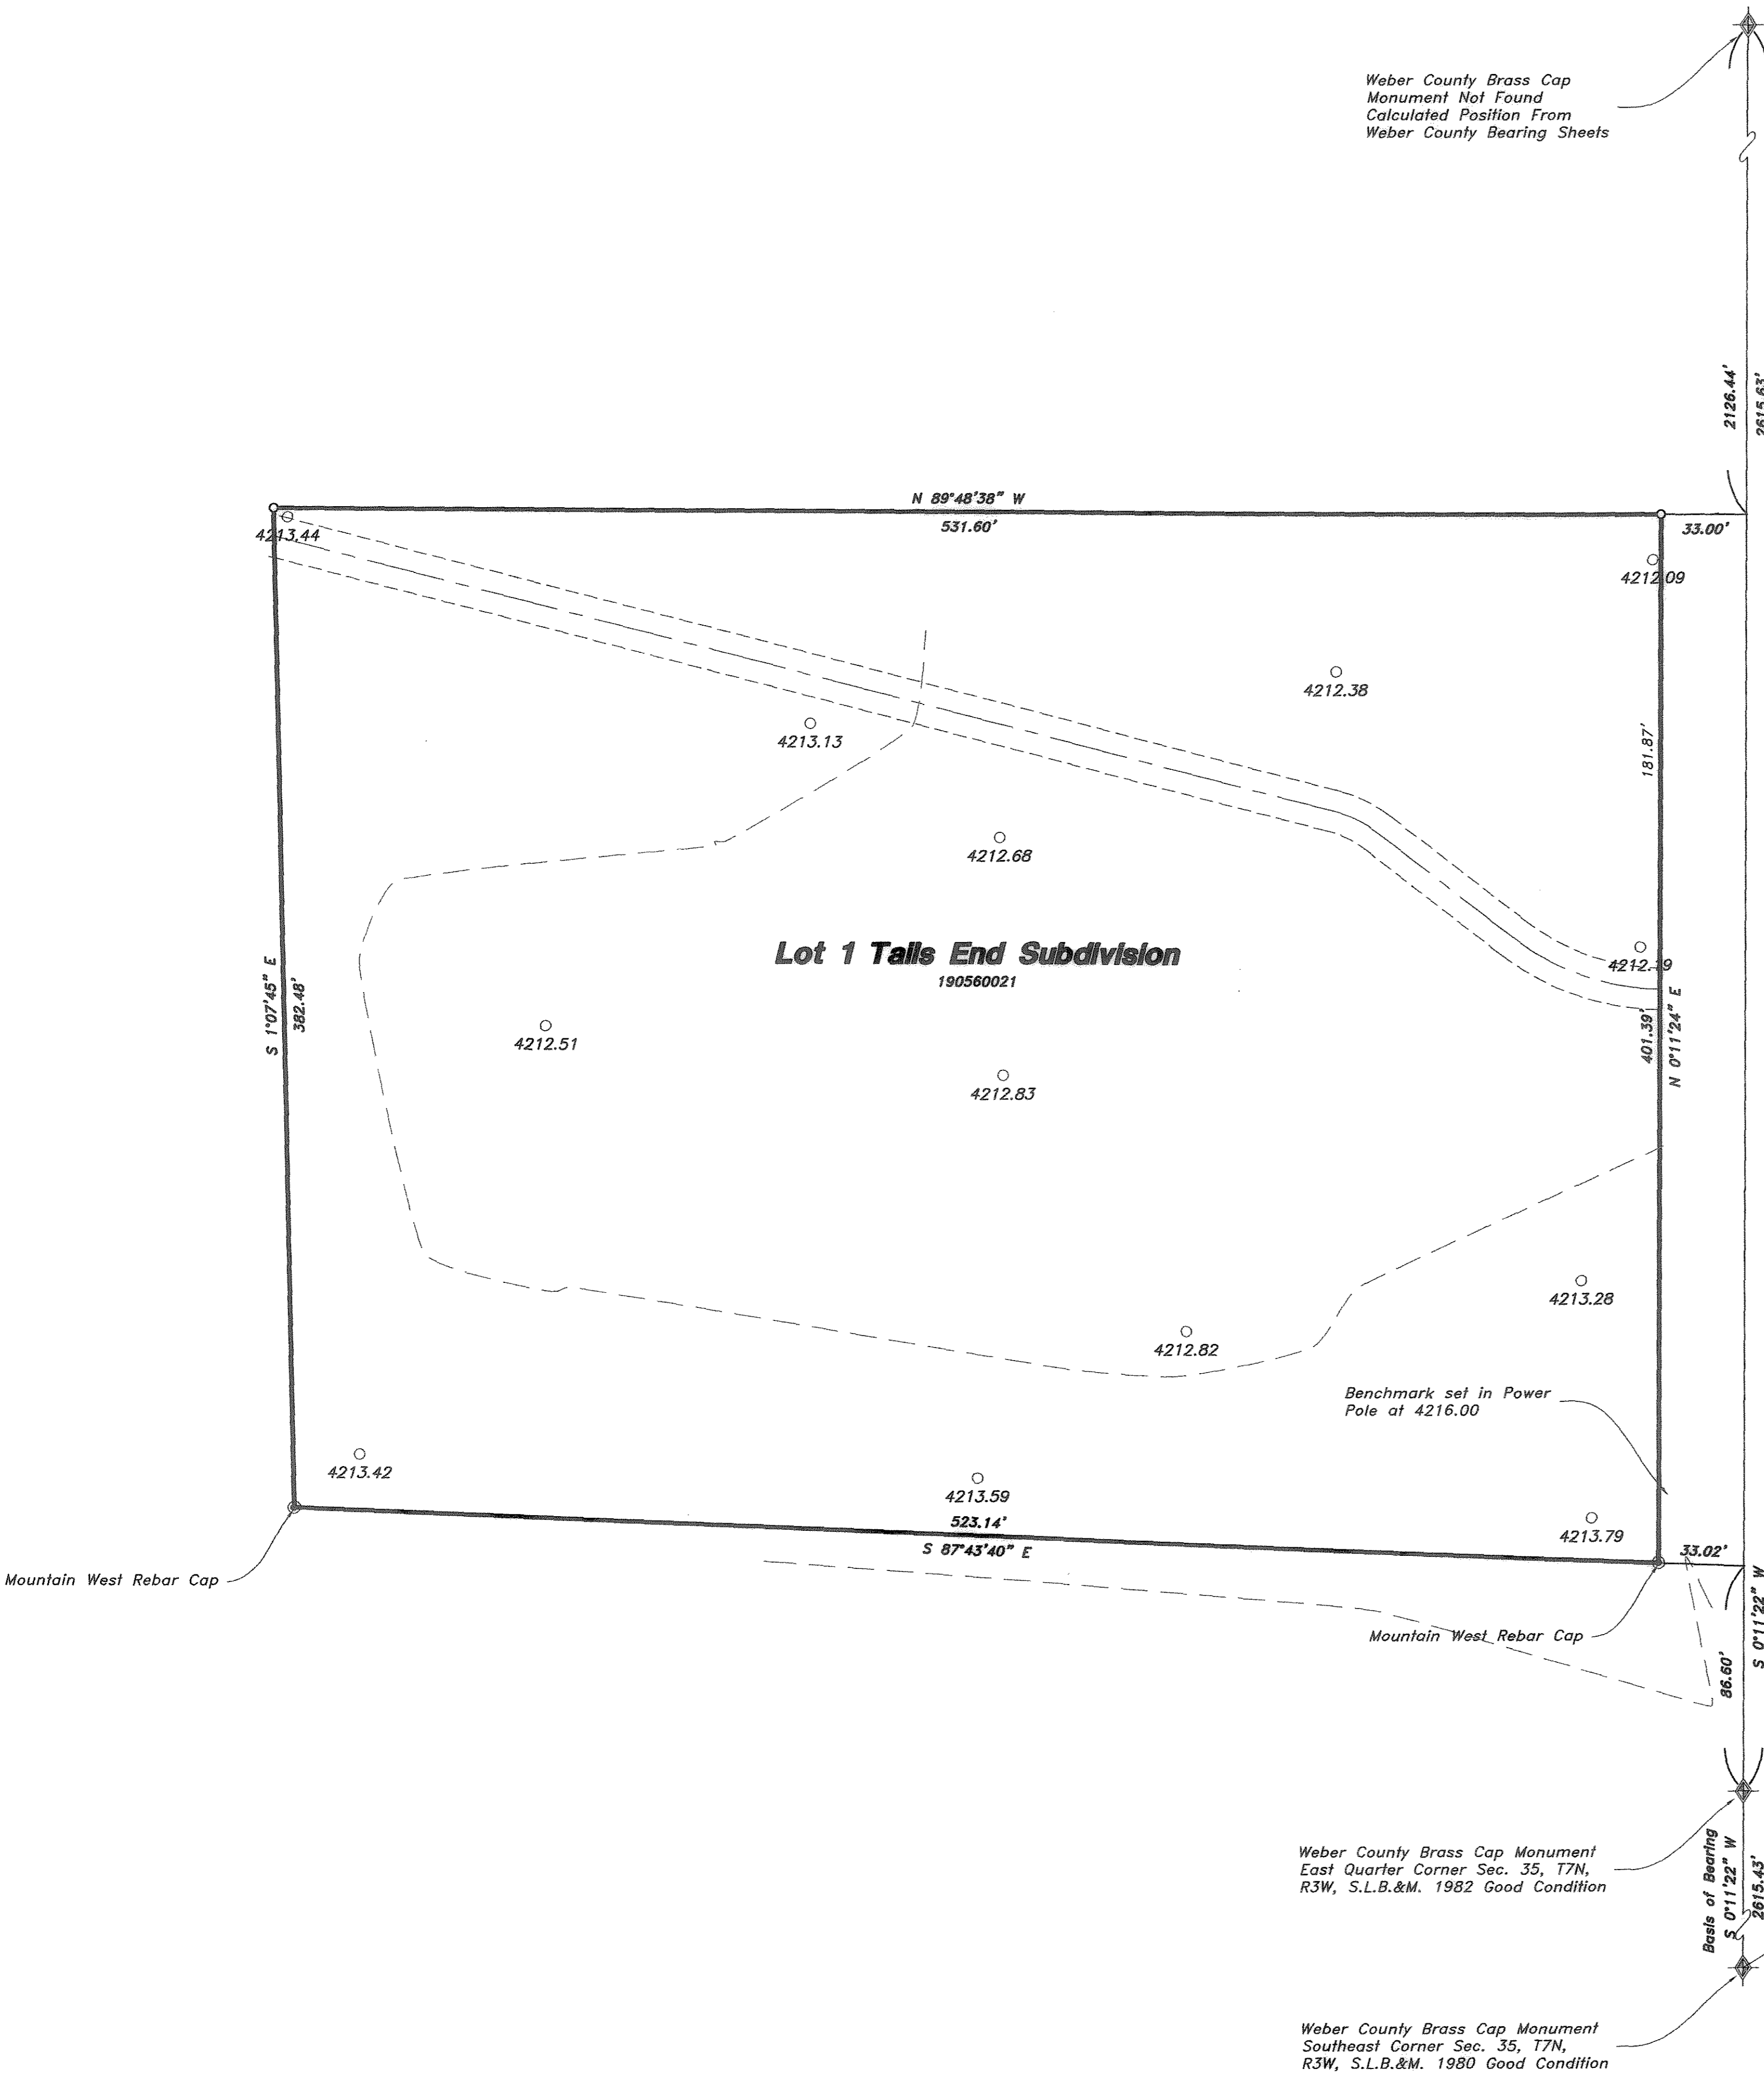 Weber County Brass Cap
Monument Not Found
Calculated Position From
Weber County Bearing Sheets
2126.44'
2615.63'
N 89°48'38" W
531.60'
33.00'
4213.44
4212.09
4212.38
4213.13
181.87'
4212.68
Lot 1 Tails End Subdivision
190560021
4212.19
S 1°07'45" E
382.48'
401.39'
N 0°11'24" E
4212.51
4212.83
4213.28
4212.82
Benchmark set in Power
Pole at 4216.00
4213.42
4213.59
523.14'
S 87°43'40" E
4213.79
33.02'
Mountain West Rebar Cap
Mountain West Rebar Cap
S 0°11'22" W
86.60'
Weber County Brass Cap Monument
East Quarter Corner Sec. 35, T7N,
R3W, S.L.B.&M. 1982 Good Condition
Basis of Bearing
S 0°11'22" W
2615.43'
Weber County Brass Cap Monument
Southeast Corner Sec. 35, T7N,
R3W, S.L.B.&M. 1980 Good Condition